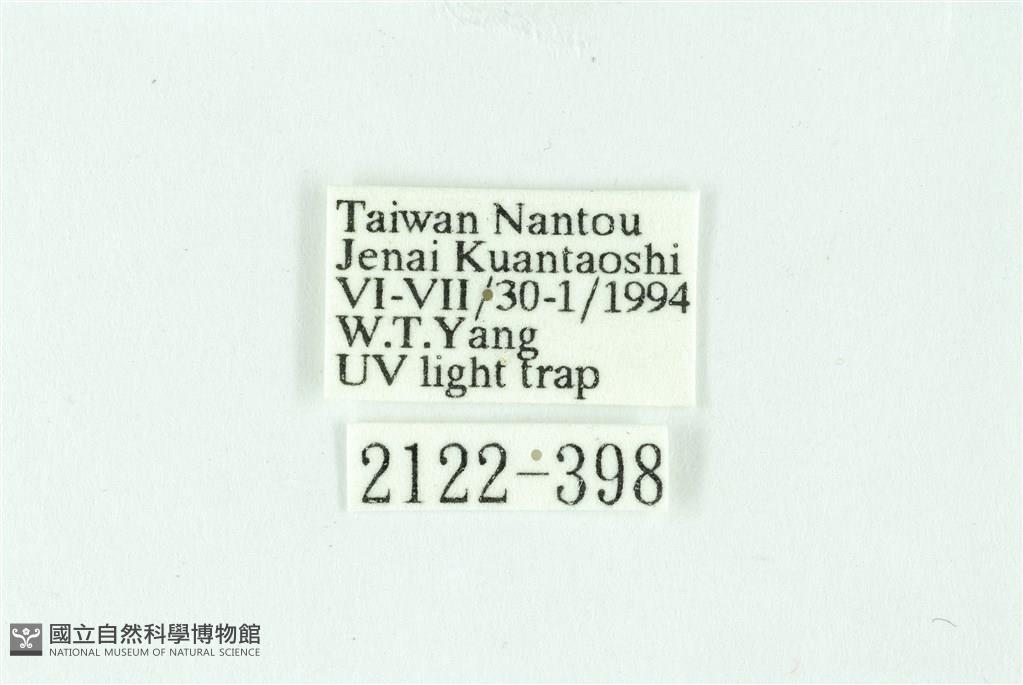 Taiwan Nantou
Jenai Kuantaoshi
VI-VII/30-1/1994
W.T.Yang
UV light trap
2122-398
國立自然科學博物館
NATIONAL MUSEUM OF NATURAL SCIENCE